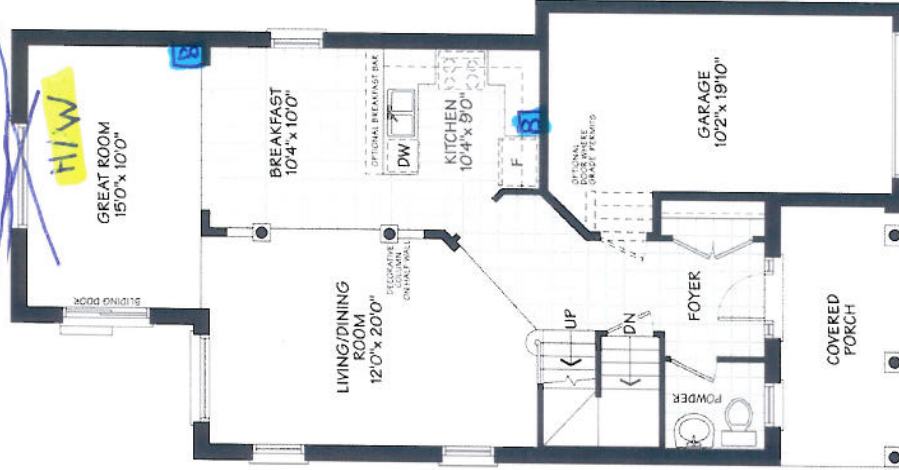 H/W
GREAT ROOM
15'0"x 10'0"
SLIDING DOOR
B
BREAKFAST
10'4"x 10'0"
OPTIONAL BREAKFAST BAR
DW
KITCHEN
10'4"x 9'0"
F
B
LIVING/DINING
ROOM
12'0"x 20'0"
DECORATIVE
COLUMN
ON HALF WALL
OPTIONAL
DOOR WHERE
GRADE PERMITS
GARAGE
10'2"x 19'10"
UP
DN
FOYER
POWDER
COVERED
PORCH